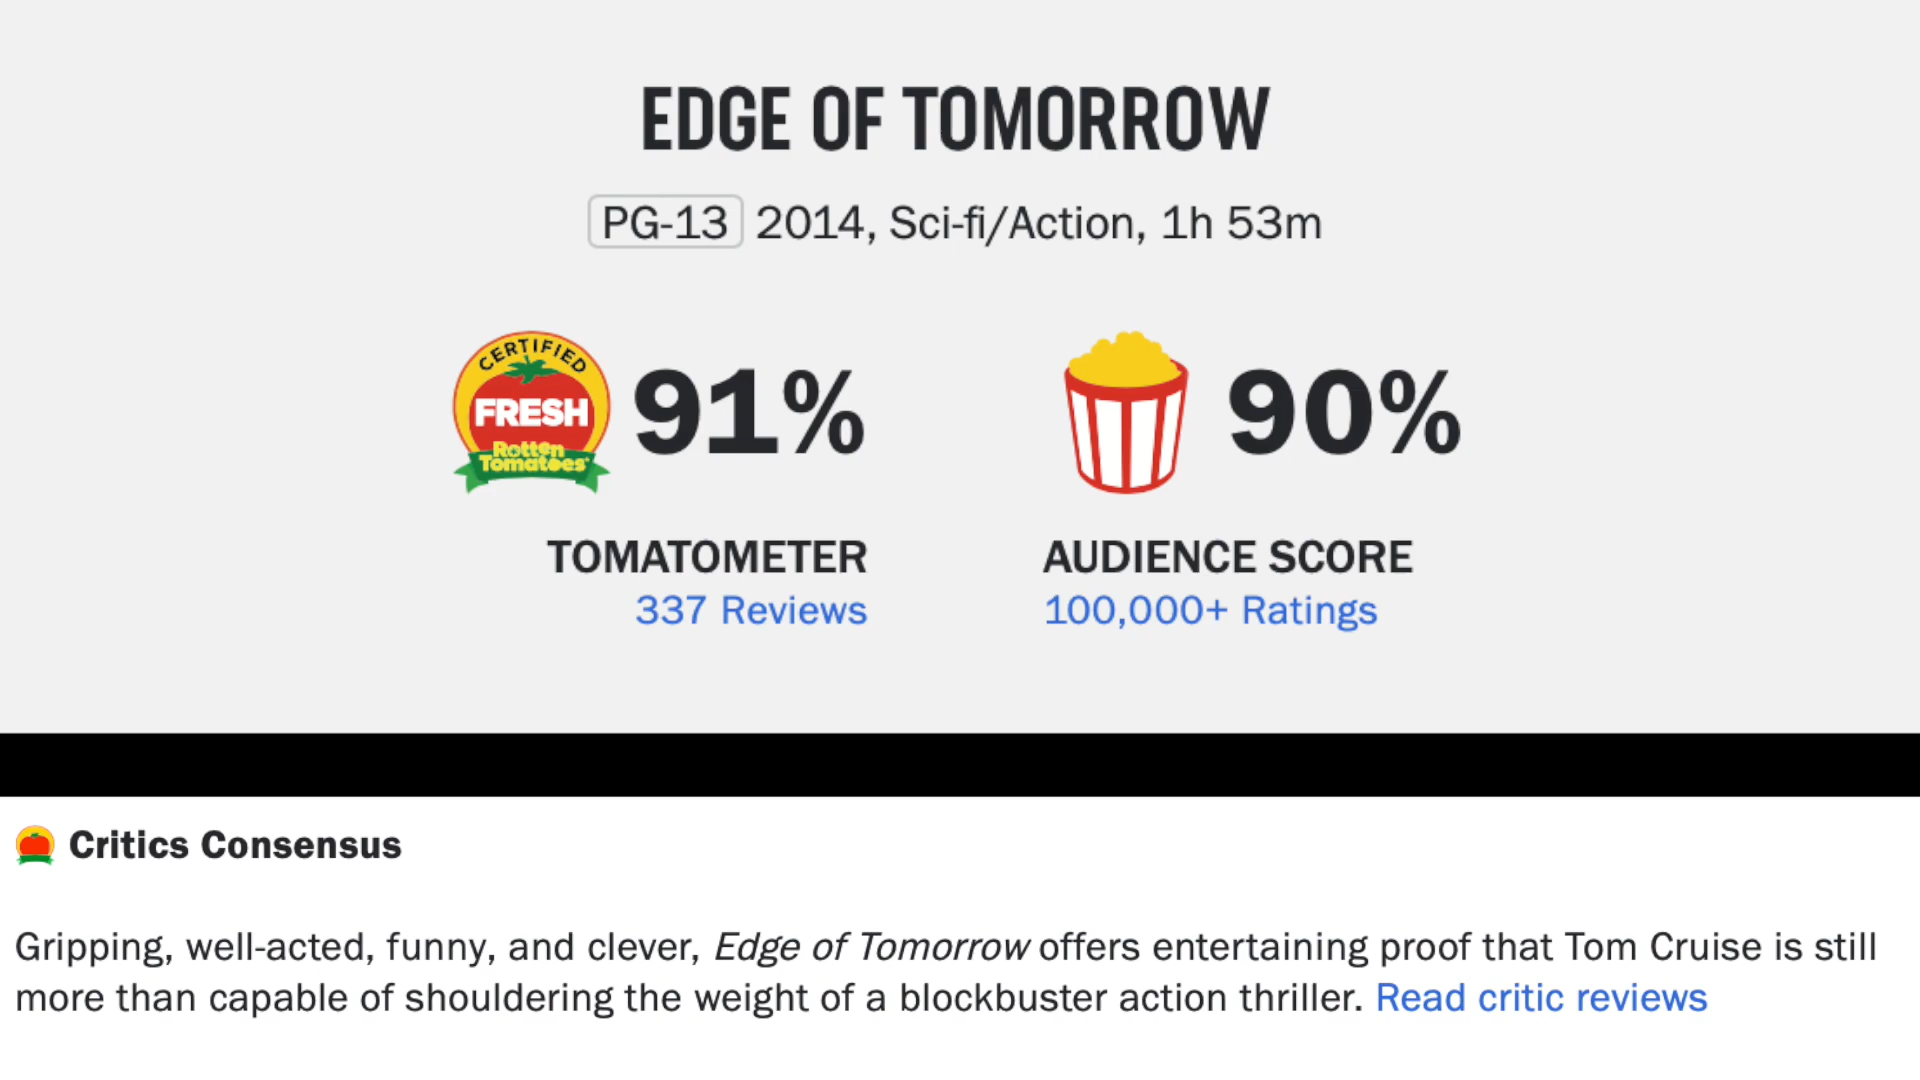 EDGE OF TOMORROW
PG-13 2014, Sci-fi/Action, 1h 53m
CERTIFIED
FRESH
Rotten
Tomatoes
91%
90%
TOMATOMETER
337 Reviews
AUDIENCE SCORE
100,000+ Ratings
Critics Consensus
Gripping, well-acted, funny, and clever, Edge of Tomorrow offers entertaining proof that Tom Cruise is still
more than capable of shouldering the weight of a blockbuster action thriller. Read critic reviews